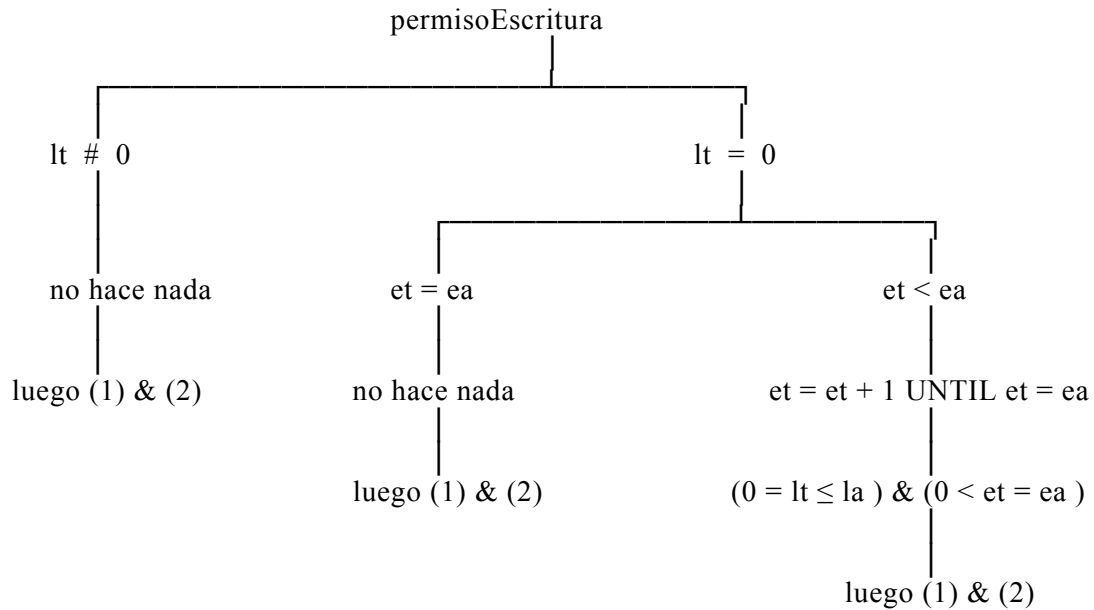 permisoEscritura
lt # 0
lt = 0
no hace nada
et = ea
et < ea
luego (1) & (2)
no hace nada
et = et + 1 UNTIL et = ea
luego (1) & (2)
(0 = lt ≤ la ) & (0 < et = ea )
luego (1) & (2)